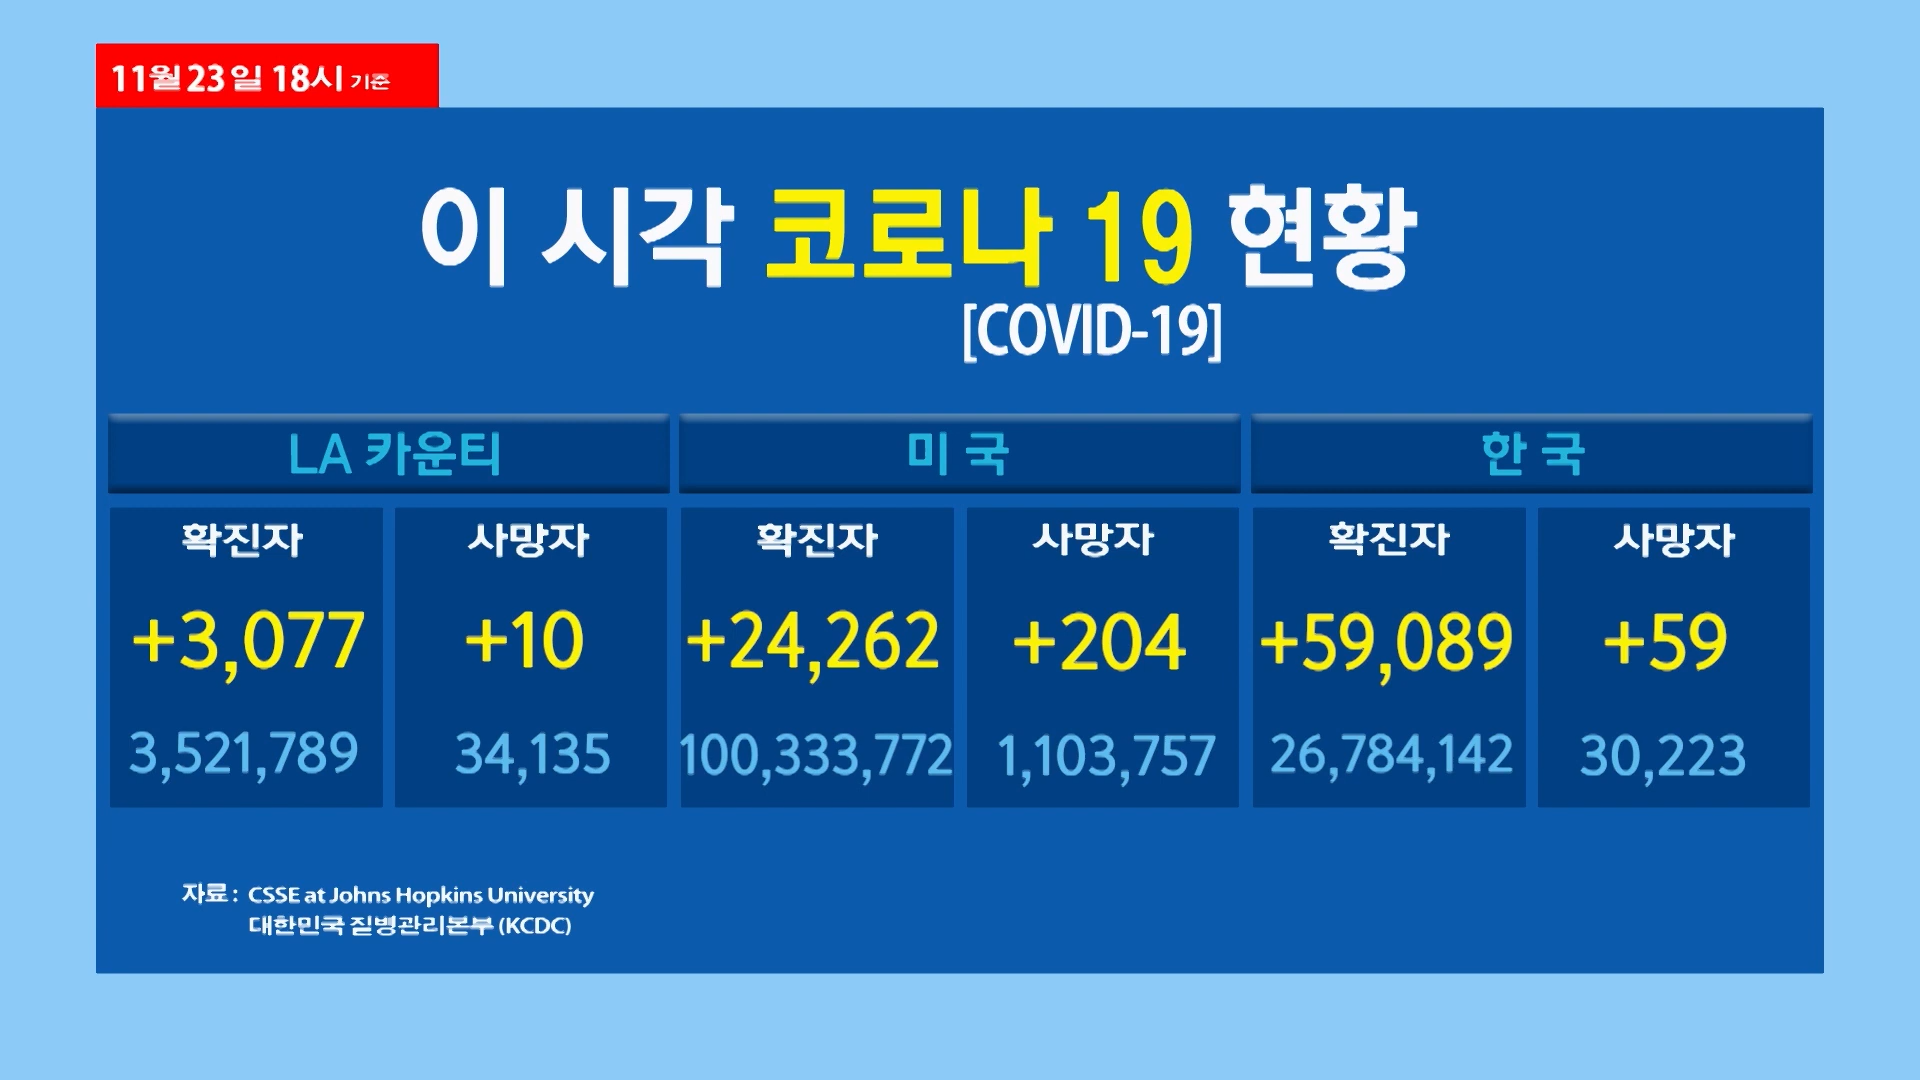 11월 23일 18시 기준
이 시각 코로나 19 현황
[COVID-19]
LA 카운티 미 국 한 국
확진자 사망자 확진자 사망자 확진자 사망자
+3,077 +10 +24,262 +204 +59,089 +59
3,521,789 34,135 100,333,772 1,103,757 26,784,142 30,223
자료 : CSSE at Johns Hopkins University
대한민국 질병관리본부 (KCDC)